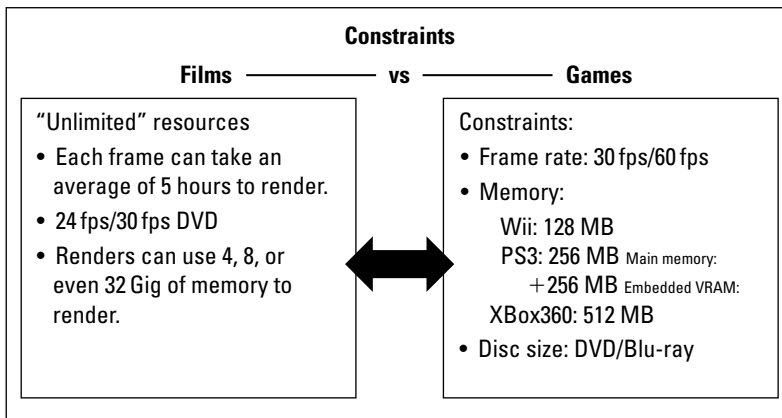 Constraints
Films vs Games
“Unlimited” resources
• Each frame can take an
average of 5 hours to render.
• 24 fps/30 fps DVD
• Renders can use 4, 8, or
even 32 Gig of memory to
render.
Constraints:
• Frame rate: 30 fps/60 fps
• Memory:
Wii: 128 MB
PS3: 256 MB Main memory:
+256 MB Embedded VRAM:
XBox360: 512 MB
• Disc size: DVD/Blu-ray